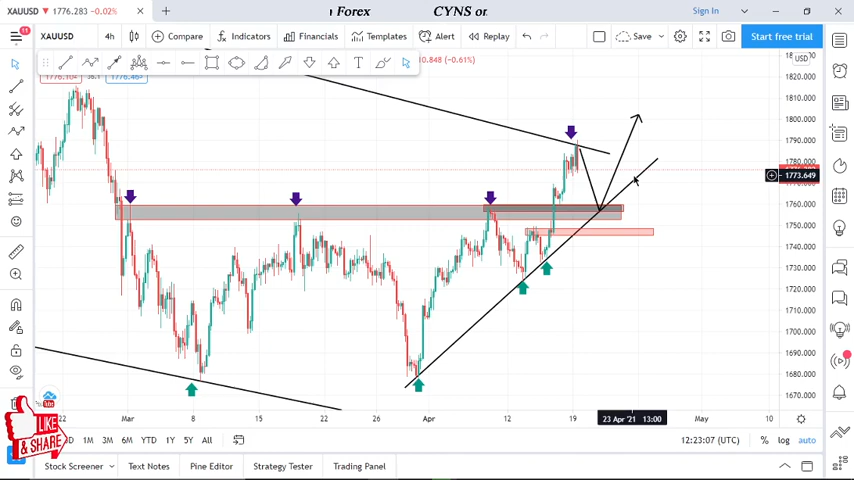 XAUUSD 1776.283 -0.02%
Forex CYNS or
XAUUSD 4h Compare Indicators Financials Templates Alert Replay Save Start free trial
Sign In
10.848 (−0.61%)
USD
1820.000
1810.000
1800.000
1790.000
1780.000
1773.649
1760.000
1750.000
1740.000
1730.000
1720.000
1710.000
1700.000
1690.000
1680.000
1670.000
22 Mar 8 15 22 26 Apr 12 19 23 Apr '21 13:00 May 10
1M 3M 6M YTD 1Y 5Y All 12:23:07 (UTC) % log auto
Stock Screener Text Notes Pine Editor Strategy Tester Trading Panel
LIKE
& SHARE
11